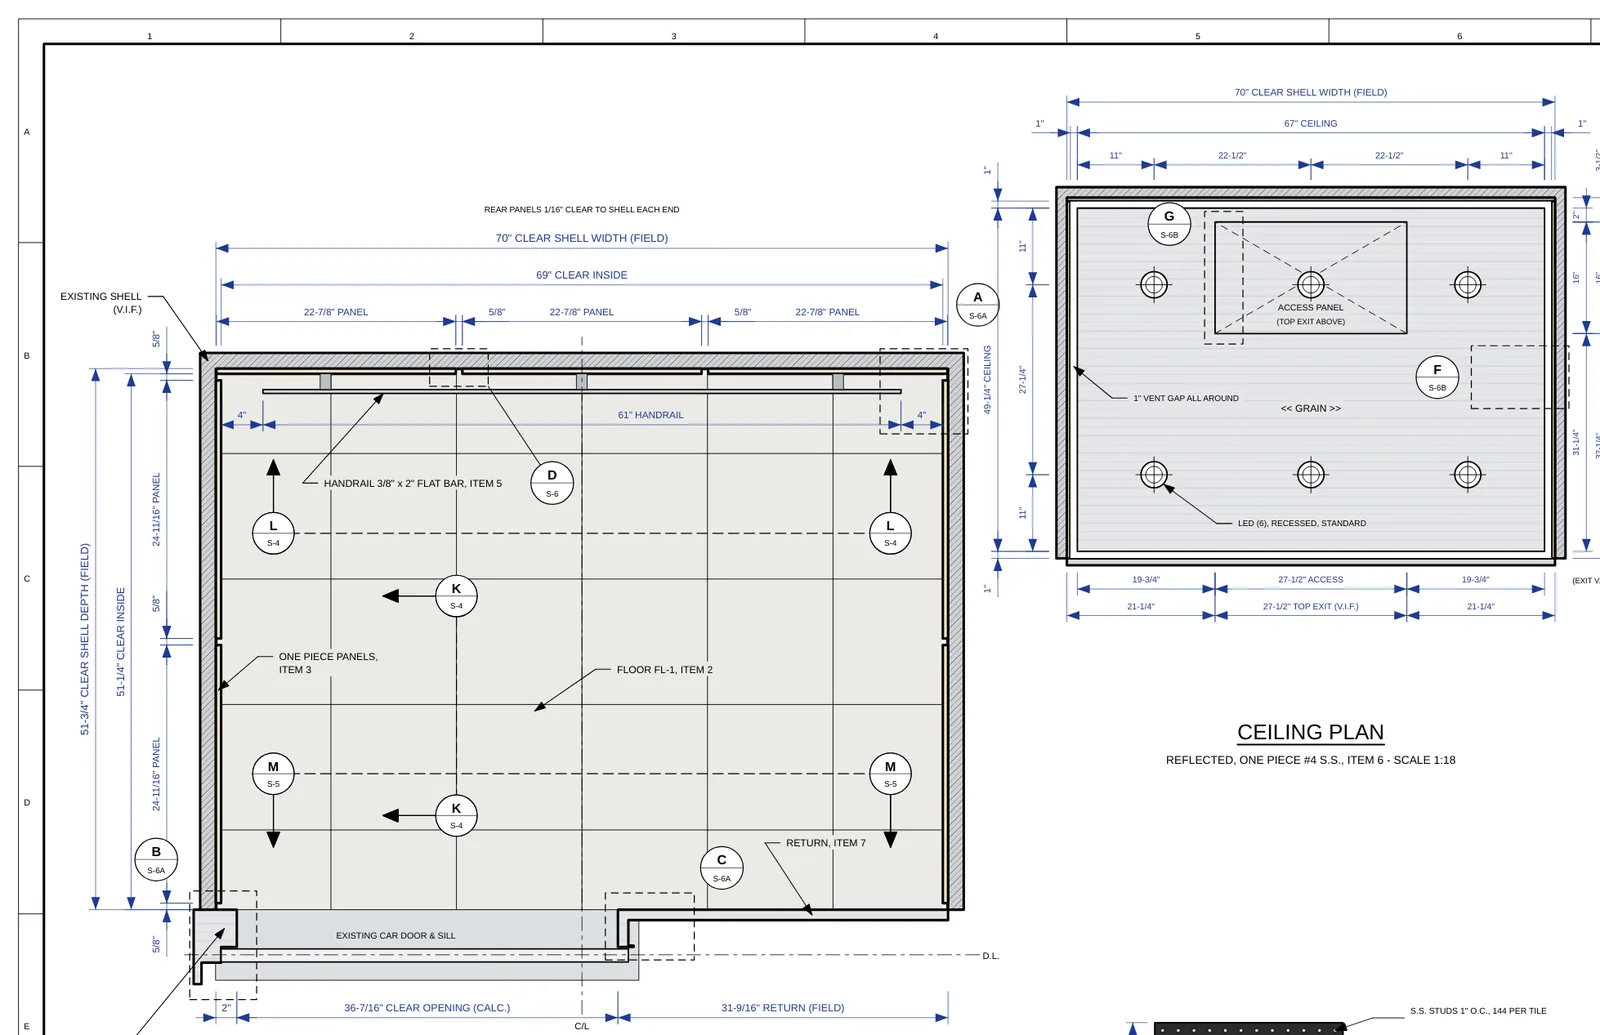 1 2 3 4 5 6
A
B
C
D
E
REAR PANELS 1/16" CLEAR TO SHELL EACH END
70" CLEAR SHELL WIDTH (FIELD)
69" CLEAR INSIDE
22-7/8" PANEL 5/8" 22-7/8" PANEL 5/8" 22-7/8" PANEL
EXISTING SHELL
(V.I.F.)
A
S-6A
5/8"
4" 61" HANDRAIL 4"
HANDRAIL 3/8" x 2" FLAT BAR, ITEM 5
D
S-6
24-11/16" PANEL
L
S-4
L
S-4
K
S-4
51-3/4" CLEAR SHELL DEPTH (FIELD)
51-1/4" CLEAR INSIDE
5/8"
ONE PIECE PANELS,
ITEM 3
FLOOR FL-1, ITEM 2
24-11/16" PANEL
M
S-5
M
S-5
K
S-4
B
S-6A
C
S-6A
RETURN, ITEM 7
5/8"
EXISTING CAR DOOR & SILL
D.L.
2" 36-7/16" CLEAR OPENING (CALC.) 31-9/16" RETURN (FIELD)
C/L
70" CLEAR SHELL WIDTH (FIELD)
1" 67" CEILING 1"
11" 22-1/2" 22-1/2" 11"
3-1/2"
1"
G
S-6B
2"
11"
16"
16"
ACCESS PANEL
(TOP EXIT ABOVE)
49-1/4" CEILING
27-1/4"
F
S-6B
1" VENT GAP ALL AROUND
<< GRAIN >>
31-1/4"
11"
LED (6), RECESSED, STANDARD
1"
19-3/4" 27-1/2" ACCESS 19-3/4"
21-1/4" 27-1/2" TOP EXIT (V.I.F.) 21-1/4"
(EXIT V.
CEILING PLAN
REFLECTED, ONE PIECE #4 S.S., ITEM 6 - SCALE 1:18
S.S. STUDS 1" O.C., 144 PER TILE